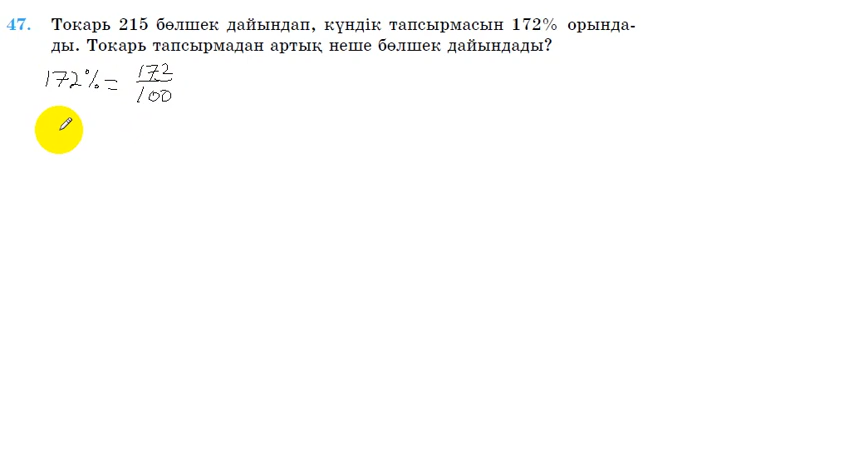 47. Токарь 215 бөлшек дайындап, күндік тапсырмасын 172% орында-
ды. Токарь тапсырмадан артық неше бөлшек дайындады?
172% = 172/100